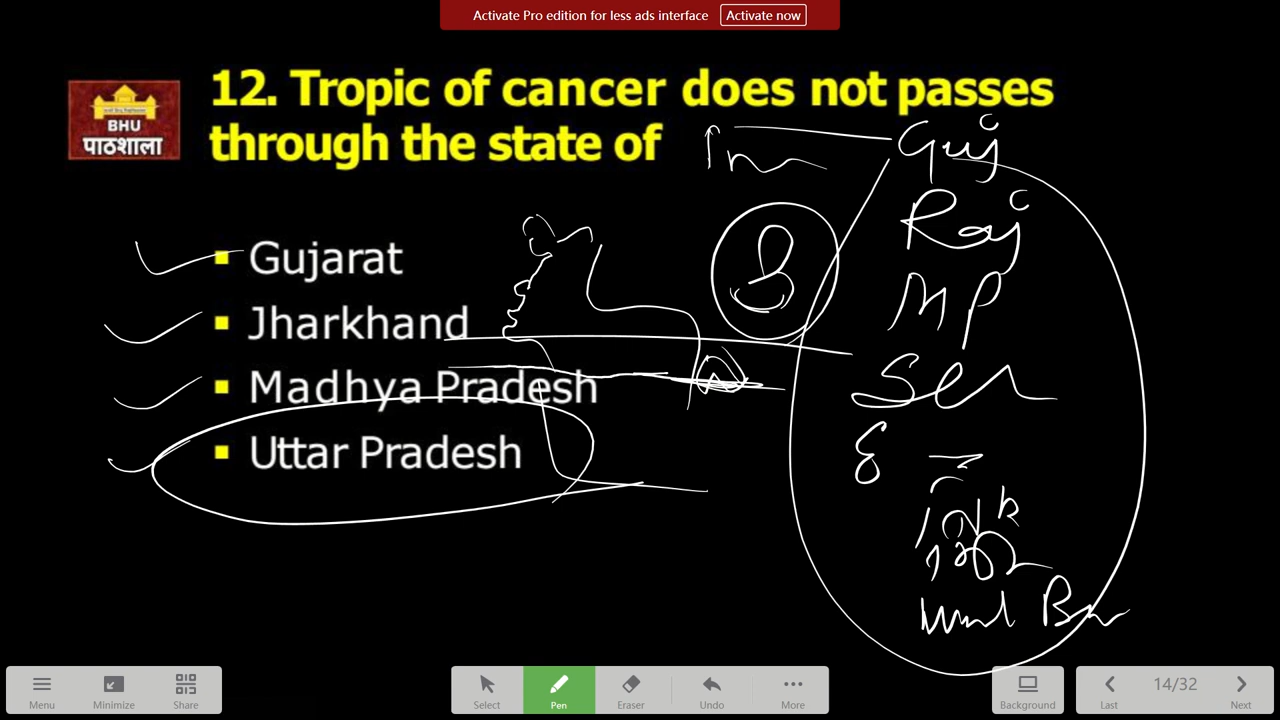 Activate Pro edition for less ads interface Activate now
12. Tropic of cancer does not passes
through the state of
BHU
पाठशाला
Guj
Raj
MP
Gujarat
Jharkhand
Madhya Pradesh
Uttar Pradesh
Menu Minimize Share Select Pen Eraser Undo More Background Last 14/32 Next